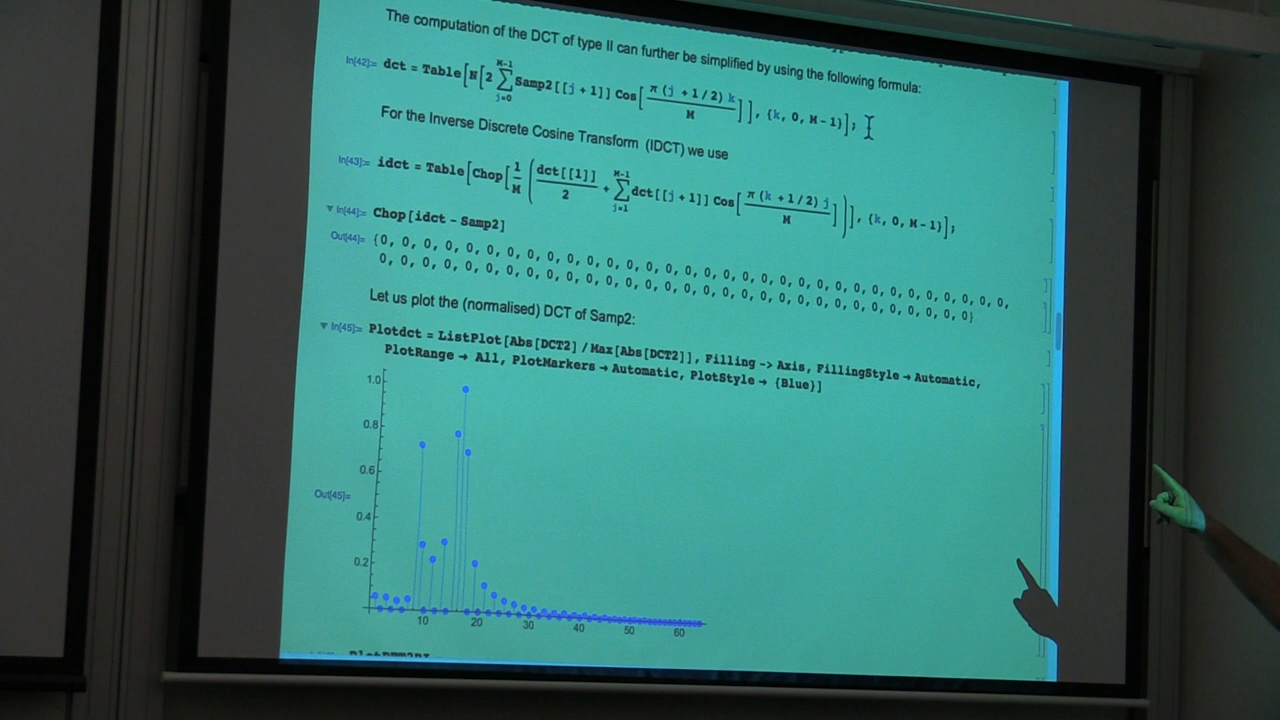 The computation of the DCT of type II can further be simplified by using the following formula:
In[42]:= dct = Table[N[2 ∑_{j=0}^{M-1} Samp2[[j + 1]] Cos[π (j + 1/2) k / M]], {k, 0, M - 1}];
For the Inverse Discrete Cosine Transform (IDCT) we use
In[43]:= idct = Table[Chop[1/M (dct[[1]]/2 + ∑_{j=1}^{M-1} dct[[j + 1]] Cos[π (k + 1/2) j / M])], {k, 0, M - 1}];
In[44]:= Chop[idct - Samp2]
Out[44]= {0, 0, 0, 0, 0, 0, 0, 0, 0, 0, 0, 0, 0, 0, 0, 0, 0, 0, 0, 0, 0, 0, 0, 0, 0, 0, 0, 0, 0, 0,
0, 0, 0, 0, 0, 0, 0, 0, 0, 0, 0, 0, 0, 0, 0, 0, 0, 0, 0, 0, 0, 0, 0, 0, 0, 0, 0, 0}
Let us plot the (normalised) DCT of Samp2:
In[45]:= Plotdct = ListPlot[Abs[DCT2] / Max[Abs[DCT2]], Filling -> Axis, FillingStyle → Automatic,
PlotRange → All, PlotMarkers → Automatic, PlotStyle → {Blue}]
1.0
0.8
0.6
Out[45]=
0.4
0.2
10 20 30 40 50 60